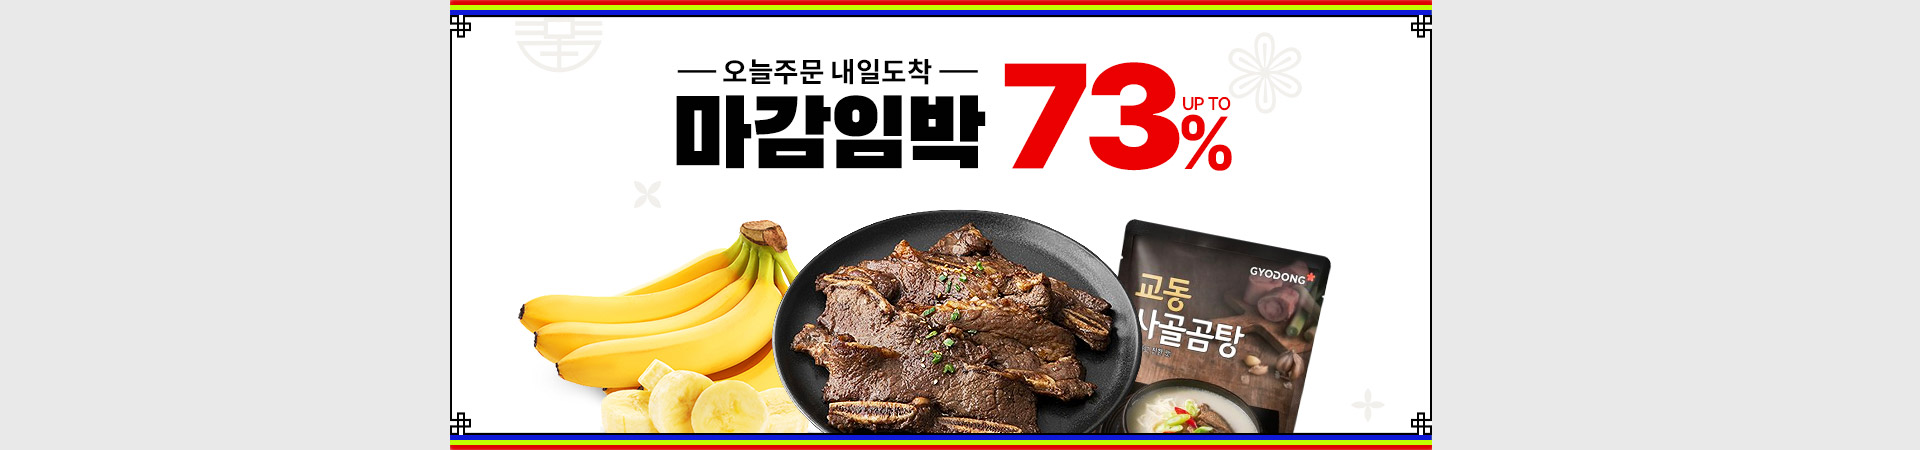 오늘주문 내일도착
마감임박 73%
UP TO
GYODONG
교동
사골곰탕